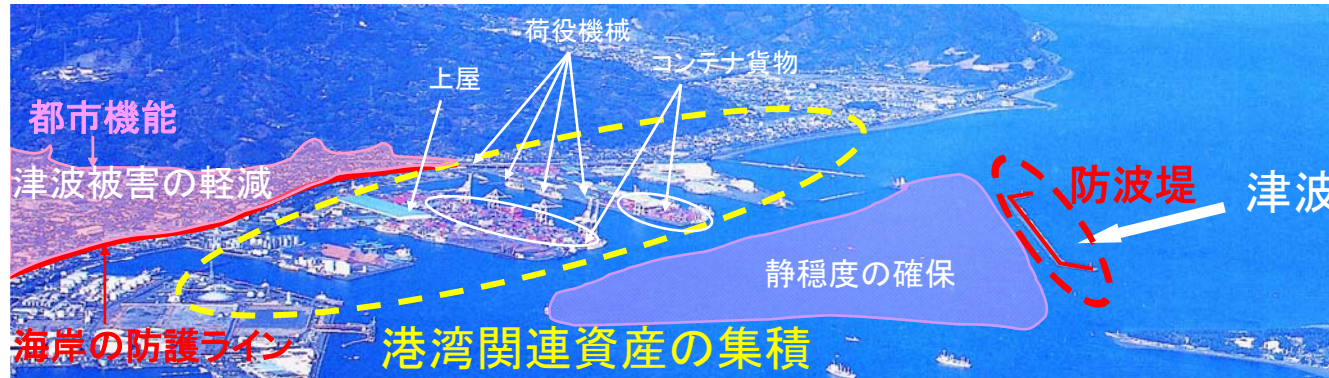 荷役機械
コンテナ貨物
上屋
都市機能
津波被害の軽減
防波堤
津波
静穏度の確保
海岸の防護ライン
港湾関連資産の集積